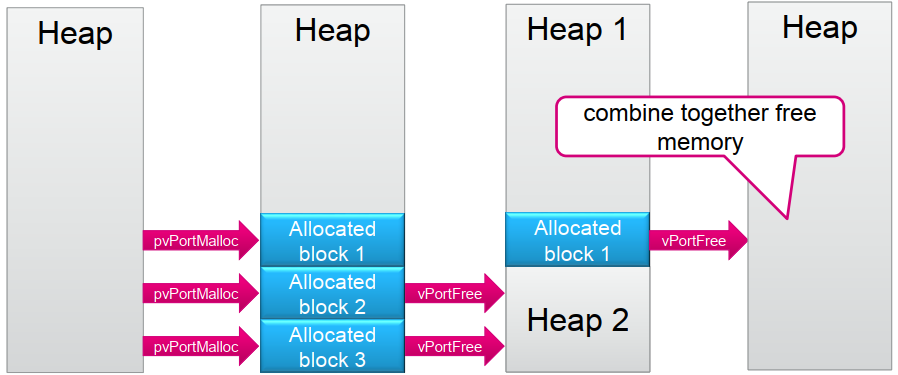 Heap
Heap
Heap 1
Heap
combine together free
memory
pvPortMalloc
Allocated
block 1
Allocated
block 1
vPortFree
pvPortMalloc
Allocated
block 2
vPortFree
Heap 2
pvPortMalloc
Allocated
block 3
vPortFree